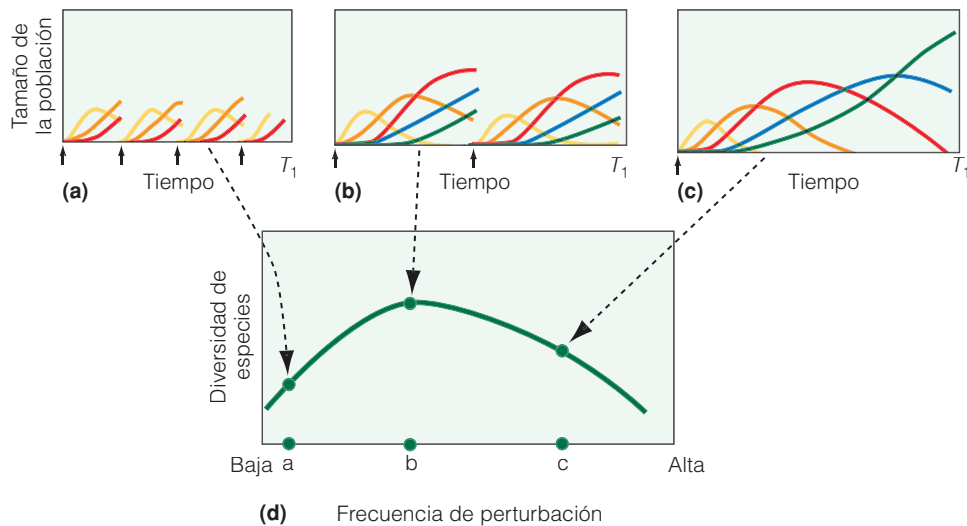 Tamaño de
la población
T1
(a)
Tiempo
T1
(b)
Tiempo
T1
(c)
Tiempo
Diversidad de
especies
Baja a b c Alta
(d) Frecuencia de perturbación